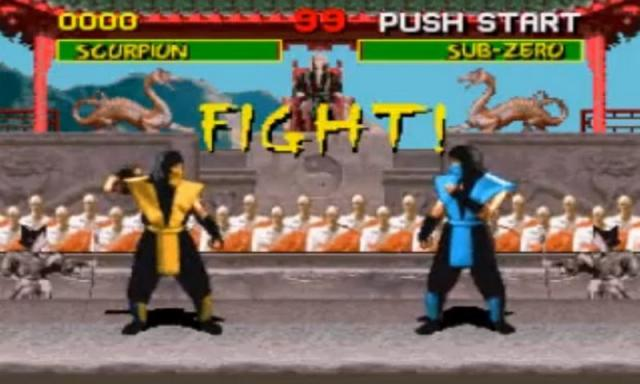 0000 99 PUSH START
SCORPION SUB-ZERO
FIGHT!